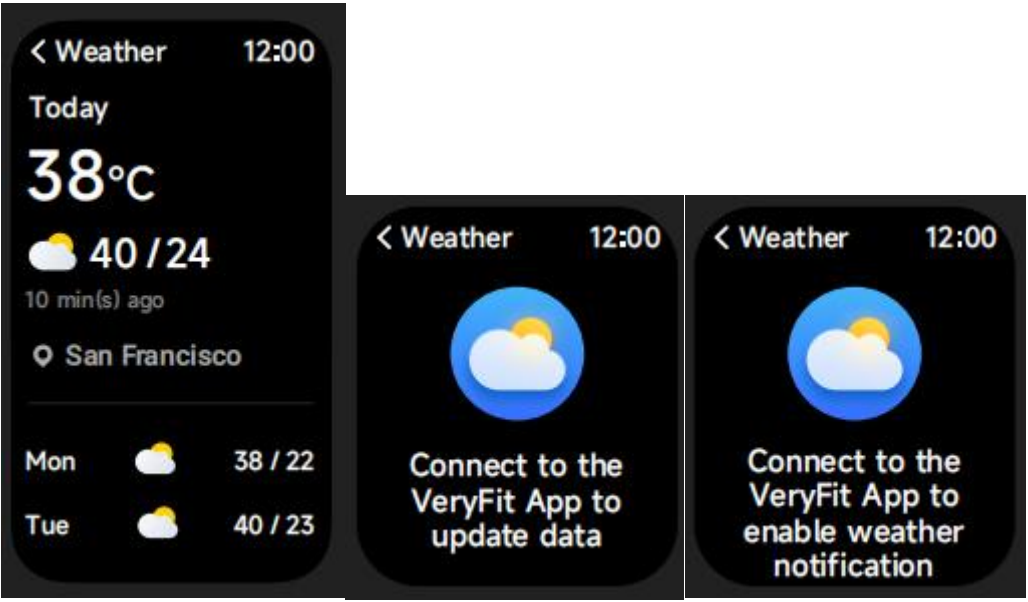 Weather 12:00
Today
38°C
40 / 24
10 min(s) ago
San Francisco
Mon 38 / 22
Tue 40 / 23
Weather 12:00
Connect to the
VeryFit App to
update data
Weather 12:00
Connect to the
VeryFit App to
enable weather
notification